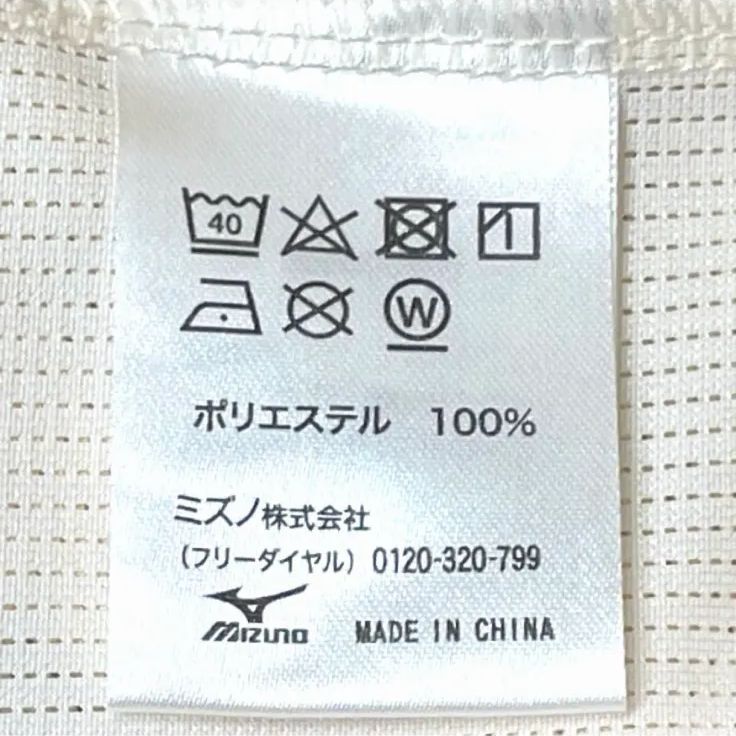 40
W
ポリエステル 100%
ミズノ株式会社
(フリーダイヤル) 0120-320-799
MIZUNO MADE IN CHINA